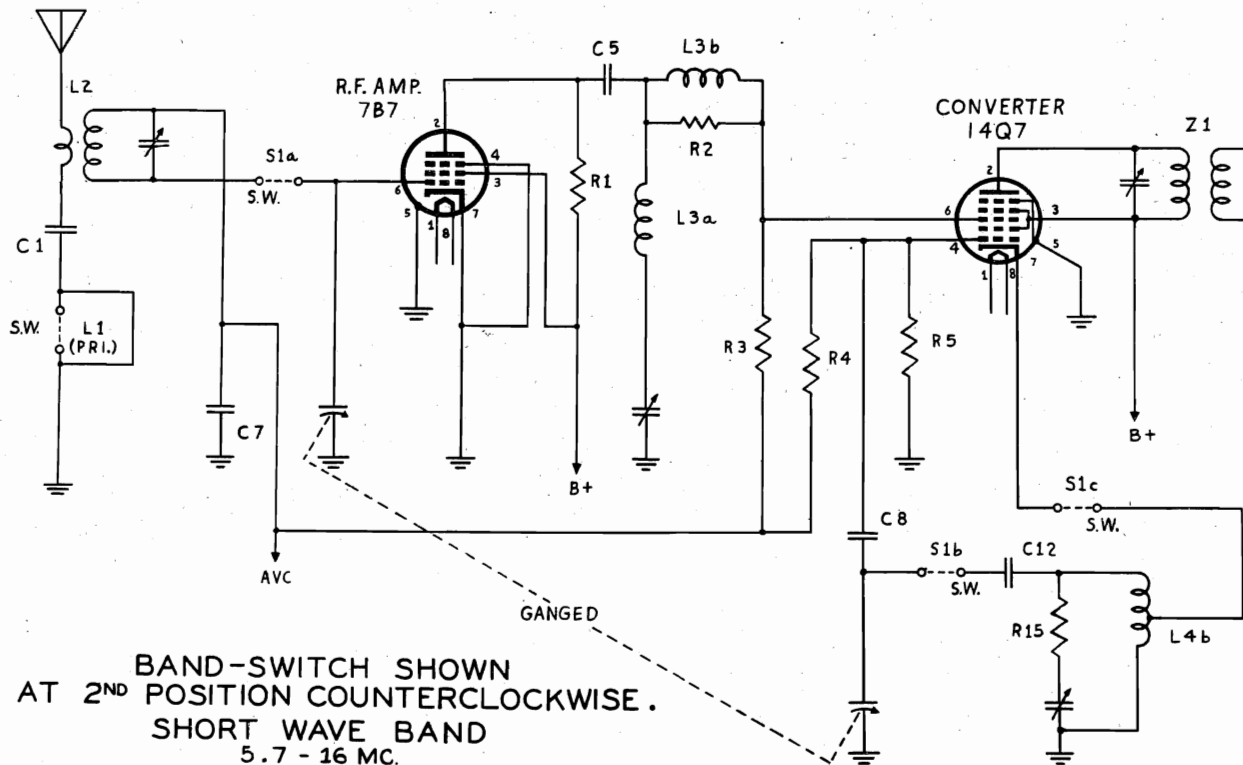 L2
C1
S.W.
L1
(PRI.)
C7
S1a
S.W.
R.F. AMP.
7B7
2
4
3
6
5
1
8
7
R1
B+
C5
L3b
R2
L3a
R3
R4
R5
CONVERTER
14Q7
2
6
4
3
5
7
1
8
Z1
B+
AVC
C8
S1c
S.W.
S1b
S.W.
C12
R15
L4b
GANGED
BAND-SWITCH SHOWN
AT 2ND POSITION COUNTERCLOCKWISE.
SHORT WAVE BAND
5.7 - 16 MC.